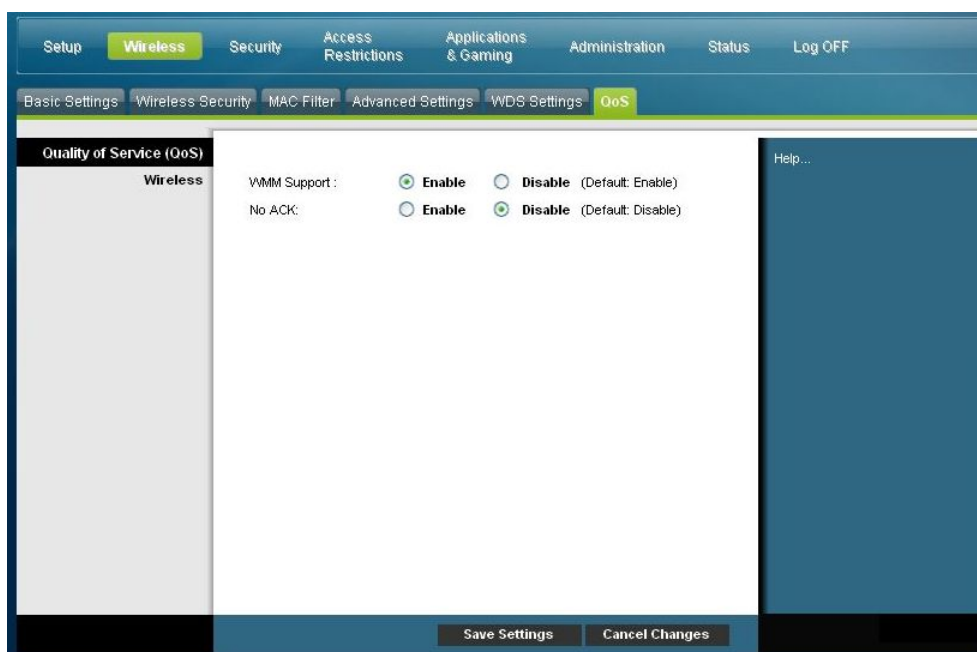 Setup Wireless Security Access Restrictions Applications & Gaming Administration Status Log OFF
Basic Settings Wireless Security MAC Filter Advanced Settings WDS Settings QoS
Quality of Service (QoS)
Help...
Wireless
WMM Support : Enable Disable (Default: Enable)
No ACK: Enable Disable (Default: Disable)
Save Settings Cancel Changes